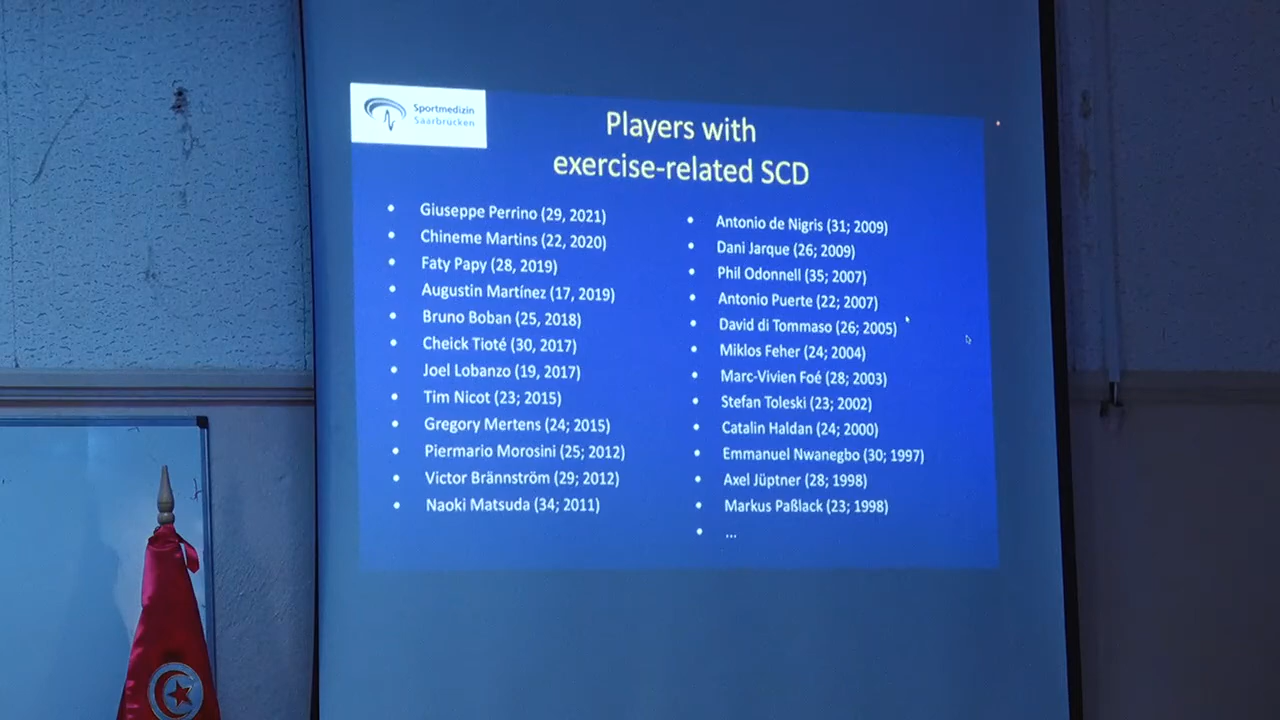 Sportmedizin
Saarbrücken
Players with
exercise-related SCD
• Giuseppe Perrino (29, 2021)
• Chineme Martins (22, 2020)
• Faty Papy (28, 2019)
• Augustin Martínez (17, 2019)
• Bruno Boban (25, 2018)
• Cheick Tioté (30, 2017)
• Joel Lobanzo (19, 2017)
• Tim Nicot (23; 2015)
• Gregory Mertens (24; 2015)
• Piermario Morosini (25; 2012)
• Victor Brännström (29; 2012)
• Naoki Matsuda (34; 2011)
• Antonio de Nigris (31; 2009)
• Dani Jarque (26; 2009)
• Phil Odonnell (35; 2007)
• Antonio Puerte (22; 2007)
• David di Tommaso (26; 2005)
• Miklos Feher (24; 2004)
• Marc-Vivien Foé (28; 2003)
• Stefan Toleski (23; 2002)
• Catalin Haldan (24; 2000)
• Emmanuel Nwanegbo (30; 1997)
• Axel Jüptner (28; 1998)
• Markus Paßlack (23; 1998)
• ...